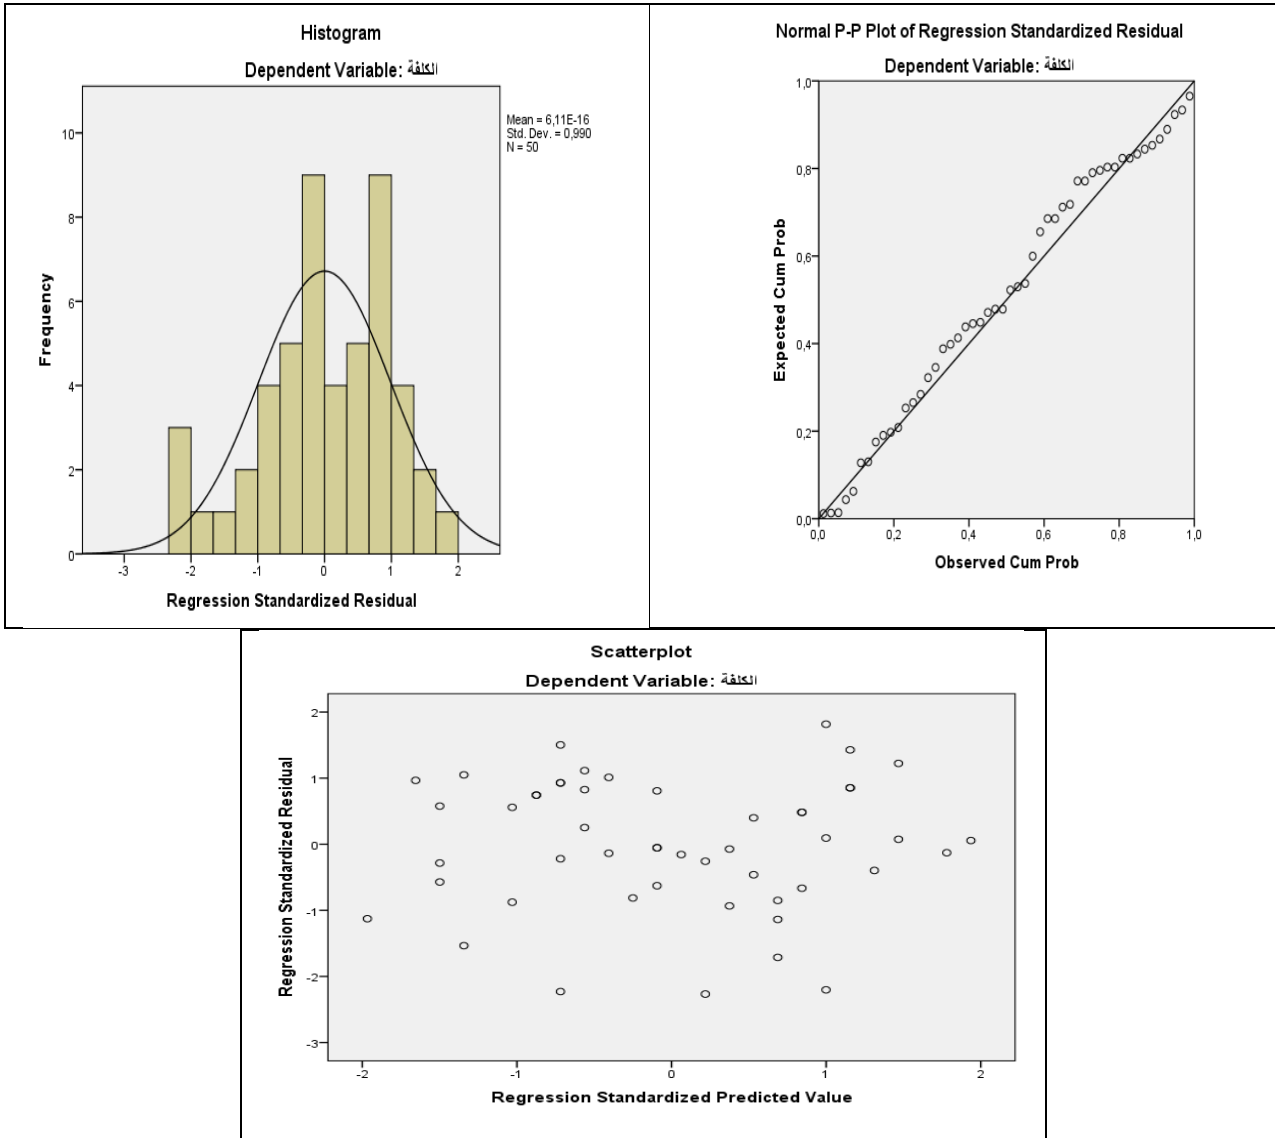 Histogram
Dependent Variable: الكلفة
Mean = 6,11E-16
Std. Dev. = 0,990
N = 50
10
8
6
4
2
0
Frequency
-3 -2 -1 0 1 2
Regression Standardized Residual
Normal P-P Plot of Regression Standardized Residual
Dependent Variable: الكلفة
1,0
0,8
0,6
0,4
0,2
0,0
Expected Cum Prob
0,0 0,2 0,4 0,6 0,8 1,0
Observed Cum Prob
Scatterplot
Dependent Variable: الكلفة
2
1
0
-1
-2
-3
Regression Standardized Residual
-2 -1 0 1 2
Regression Standardized Predicted Value